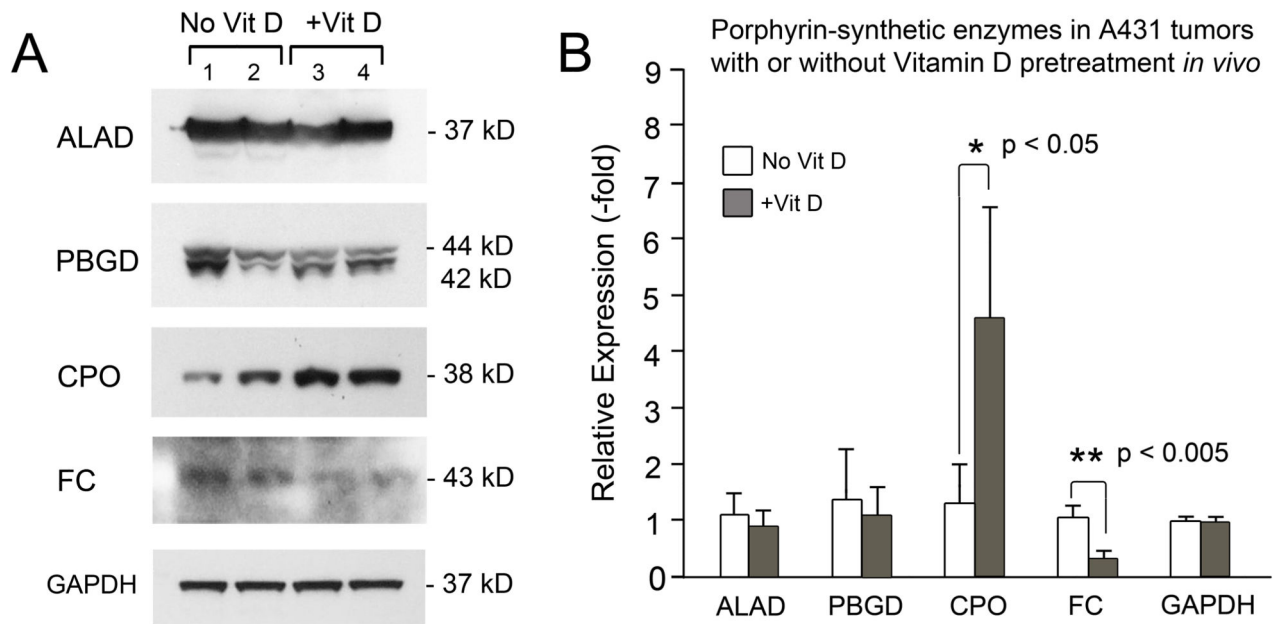 A
No Vit D +Vit D
1 2 3 4
ALAD - 37 kD
PBGD - 44 kD
42 kD
CPO - 38 kD
FC - 43 kD
GAPDH - 37 kD
B
Porphyrin-synthetic enzymes in A431 tumors
with or without Vitamin D pretreatment in vivo
Relative Expression (-fold)
9
8
7
6
5
4
3
2
1
0
No Vit D
+Vit D
* p < 0.05
** p < 0.005
ALAD PBGD CPO FC GAPDH